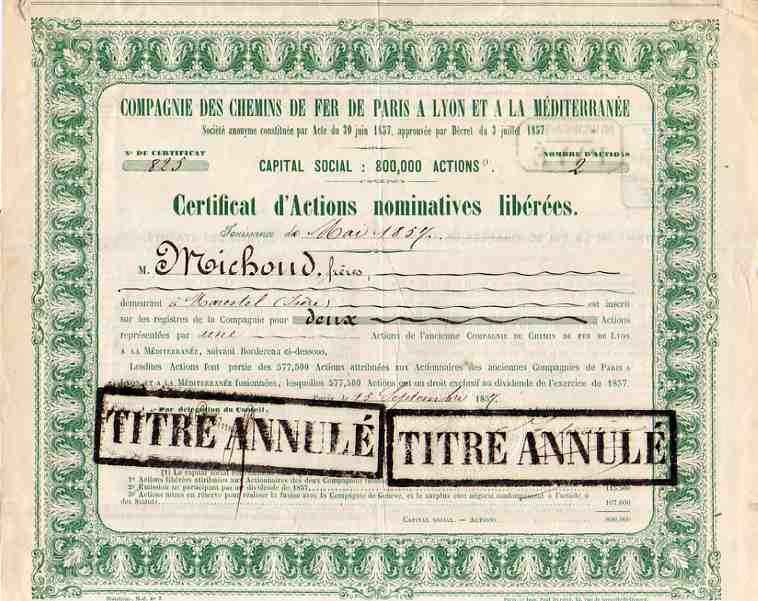 COMPAGNIE DES CHEMINS DE FER DE PARIS A LYON ET A LA MÉDITERRANÉE
Société anonyme constituée par Acte du 30 juin 1857, approuvée par Décret du 3 juillet 1857
Nº DE CERTIFICAT
825
CAPITAL SOCIAL : 800,000 ACTIONS
NOMBRE D'ACTIONS
2
Certificat d'Actions nominatives libérées.
Jouissance de Mai 1857.
M. Michoud, frères,
demeurant à (Isère) est inscrit
sur les registres de la Compagnie pour deux Actions
représentées par une Actions de l'ancienne COMPAGNIE DU CHEMIN DE FER DE LYON
A LA MÉDITERRANÉE, suivant Bordereau ci-dessous,
Lesdites Actions font partie des 577,500 Actions attribuées aux Actionnaires des anciennes Compagnies de PARIS A
LYON ET A LA MÉDITERRANÉE fusionnées, lesquelles 577,500 Actions ont un droit exclusif au dividende de l'exercice de 1857.
15 Septembre 1857.
Par délégation du Conseil,
TITRE ANNULÉ
TITRE ANNULÉ
(1) Le capital social
1º Actions libérées attribuées aux Actionnaires des deux Compagnies
2º Émission ne participant pas au dividende de 1857
3º Actions mises en réserve pour réaliser la fusion avec la Compagnie de Genève, et le surplus être négocié conformément à l'article 6
des Statuts. 107,000
CAPITAL SOCIAL. — ACTIONS. 800,000